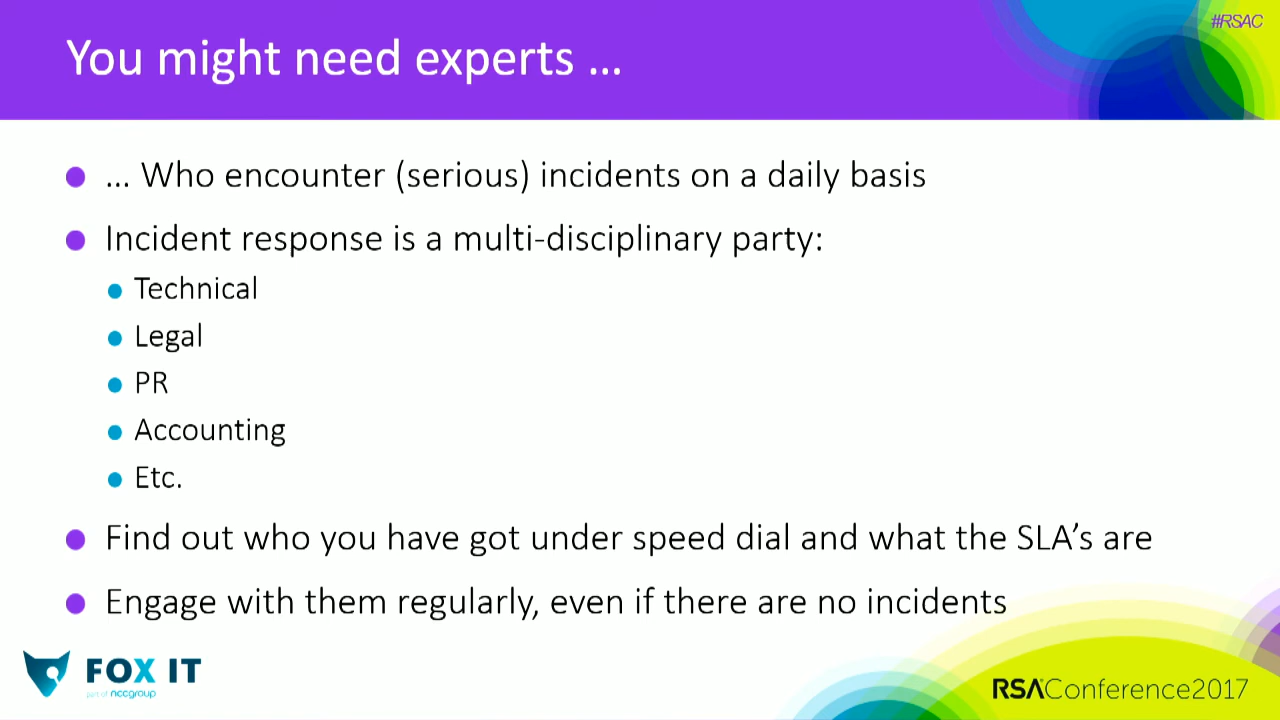 #RSAC
You might need experts ...
... Who encounter (serious) incidents on a daily basis
Incident response is a multi-disciplinary party:
Technical
Legal
PR
Accounting
Etc.
Find out who you have got under speed dial and what the SLA’s are
Engage with them regularly, even if there are no incidents
FOX IT
part of nccgroup
RSAConference2017